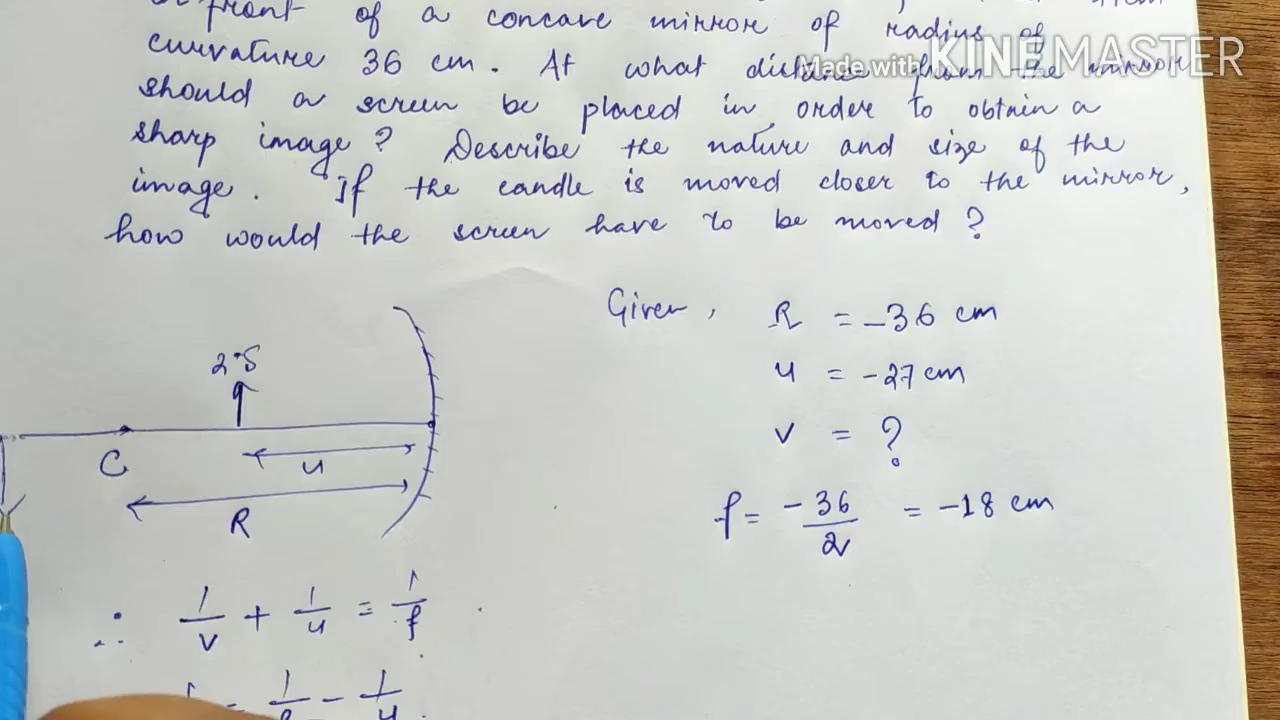 front of a concave mirror of radius of
curvature 36 cm. At what distance from the mirror
Made with KINEMASTER
should a screen be placed in order to obtain a
sharp image? Describe the nature and size of the
image. If the candle is moved closer to the mirror,
how would the screen have to be moved?
Given, R = -36 cm
2.5
u = -27 cm
v = ?
C
u
R
f = -36/2 = -18 cm
∴ 1/v + 1/u = 1/f